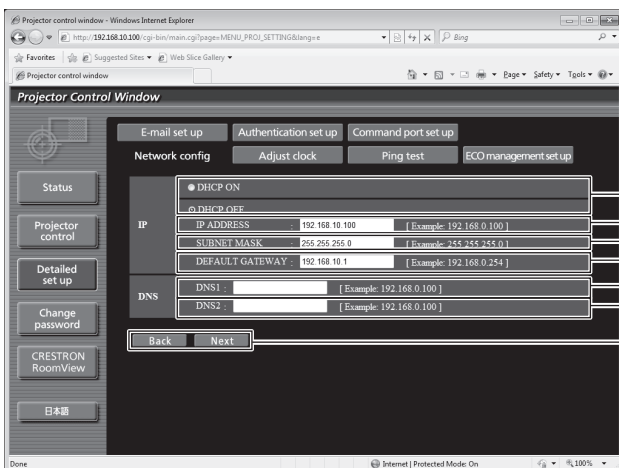 Projector control window - Windows Internet Explorer
http://192.168.10.100/cgi-bin/main.cgi?page=MENU_PROJ_SETTING&lang=e
Bing
Favorites
Suggested Sites
Web Slice Gallery
Projector control window
Page
Safety
Tools
Projector Control Window
E-mail set up
Authentication set up
Command port set up
Network config
Adjust clock
Ping test
ECO management set up
Status
Projector
control
Detailed
set up
Change
password
CRESTRON
RoomView
日本語
DHCP ON
DHCP OFF
IP
IP ADDRESS : 192.168.10.100 [ Example: 192.168.0.100 ]
SUBNET MASK : 255.255.255.0 [ Example: 255.255.255.0 ]
DEFAULT GATEWAY : 192.168.10.1 [ Example: 192.168.0.254 ]
DNS
DNS1 : [ Example: 192.168.0.100 ]
DNS2 : [ Example: 192.168.0.100 ]
Back
Next
Done
Internet | Protected Mode: On
100%